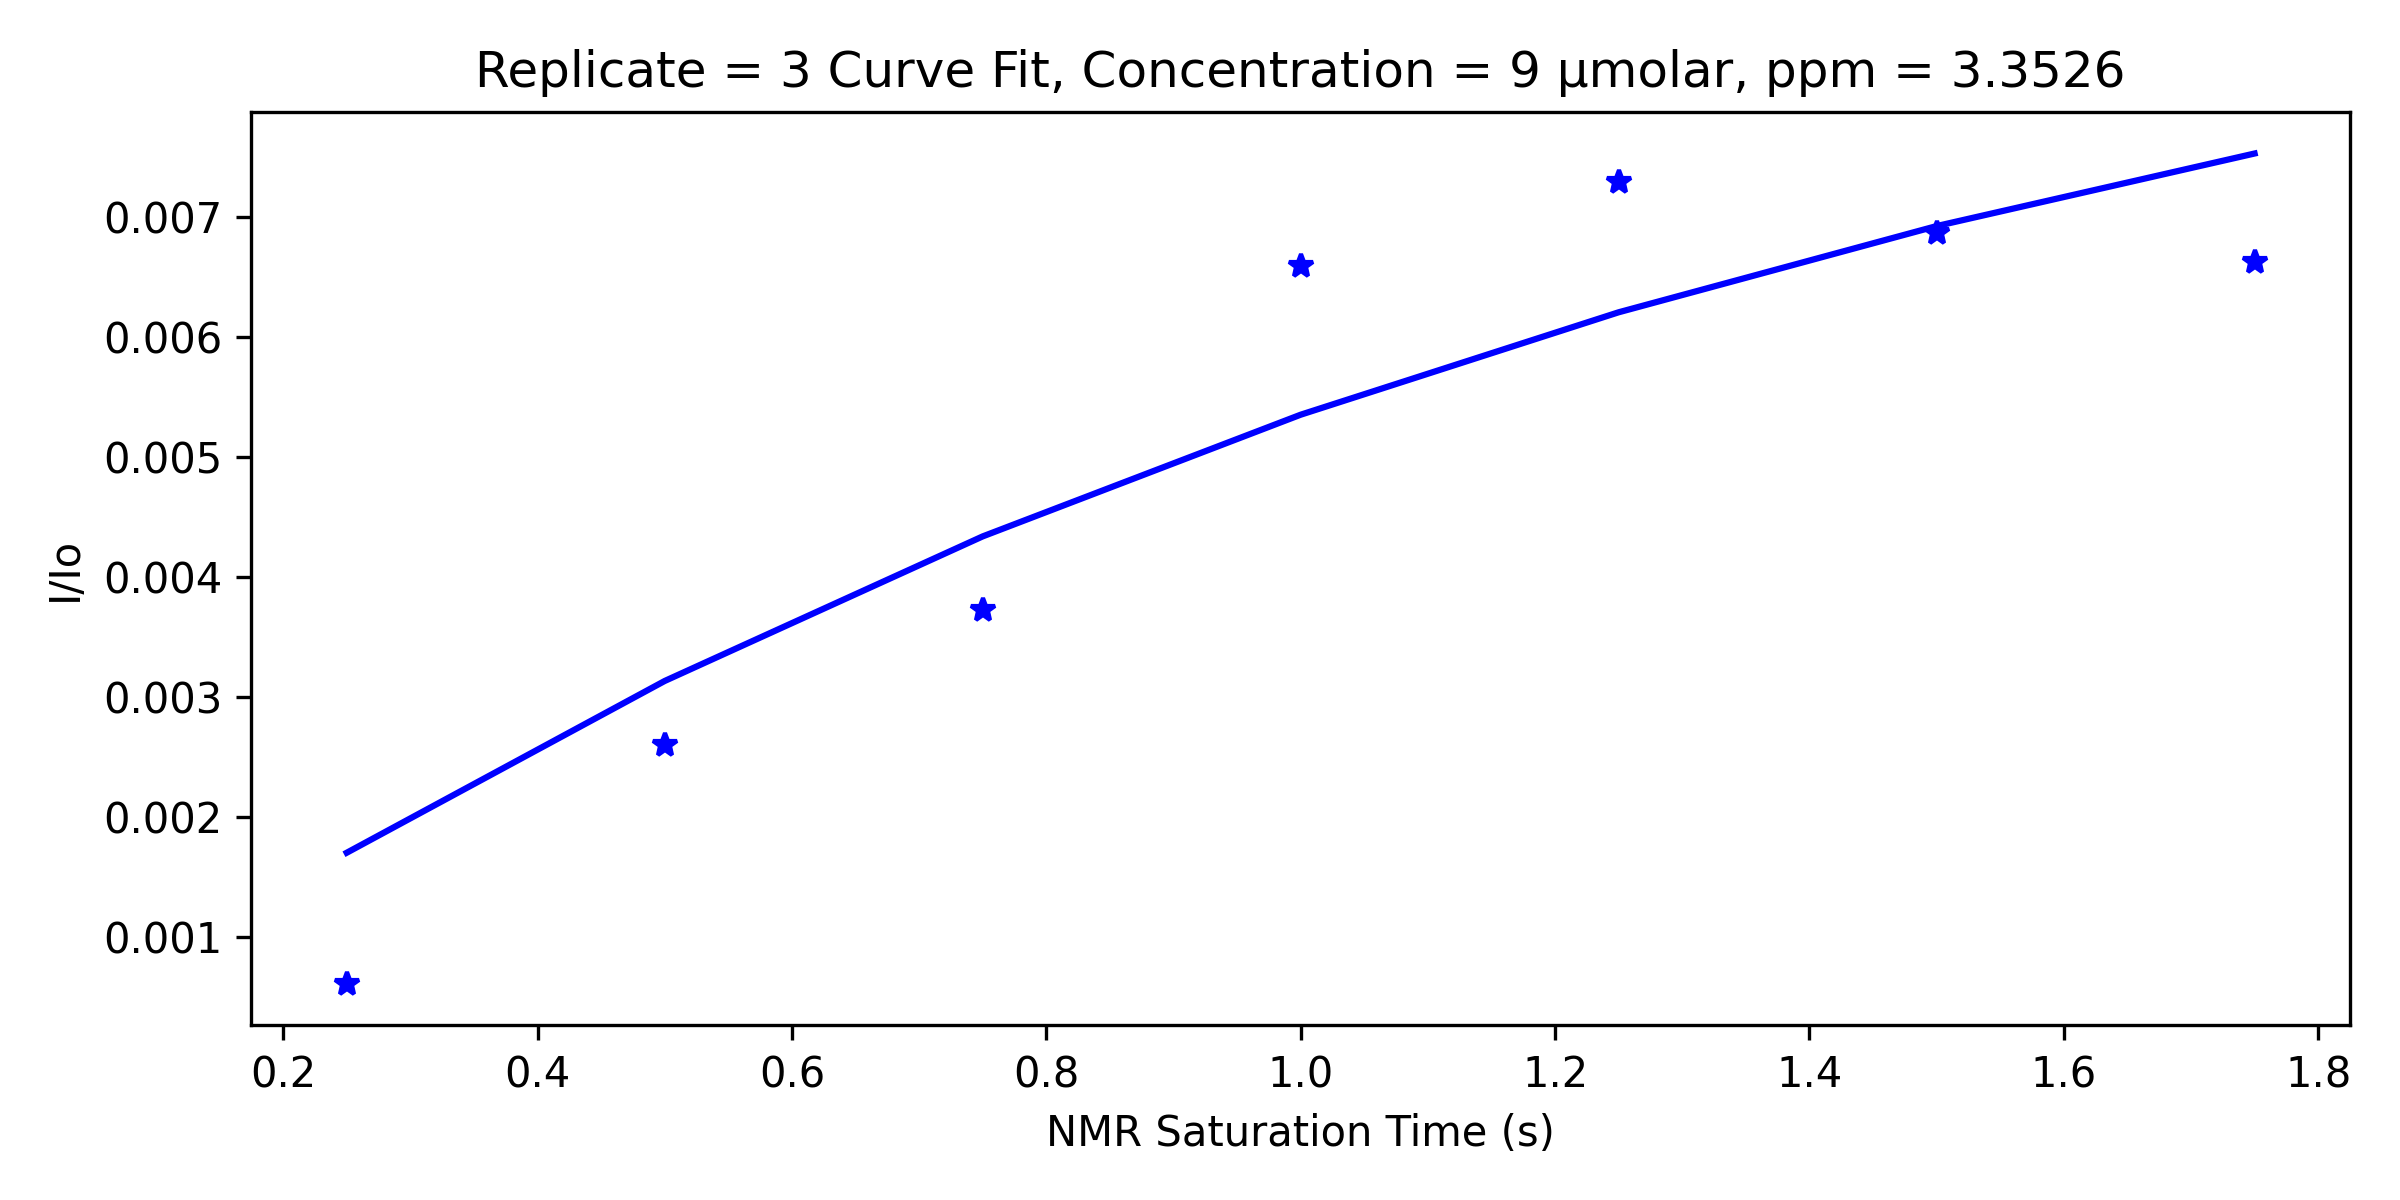 Replicate = 3 Curve Fit, Concentration = 9 µmolar, ppm = 3.3526
0.007
0.006
0.005
0.004
0.003
0.002
0.001
I/Io
0.2 0.4 0.6 0.8 1.0 1.2 1.4 1.6 1.8
NMR Saturation Time (s)